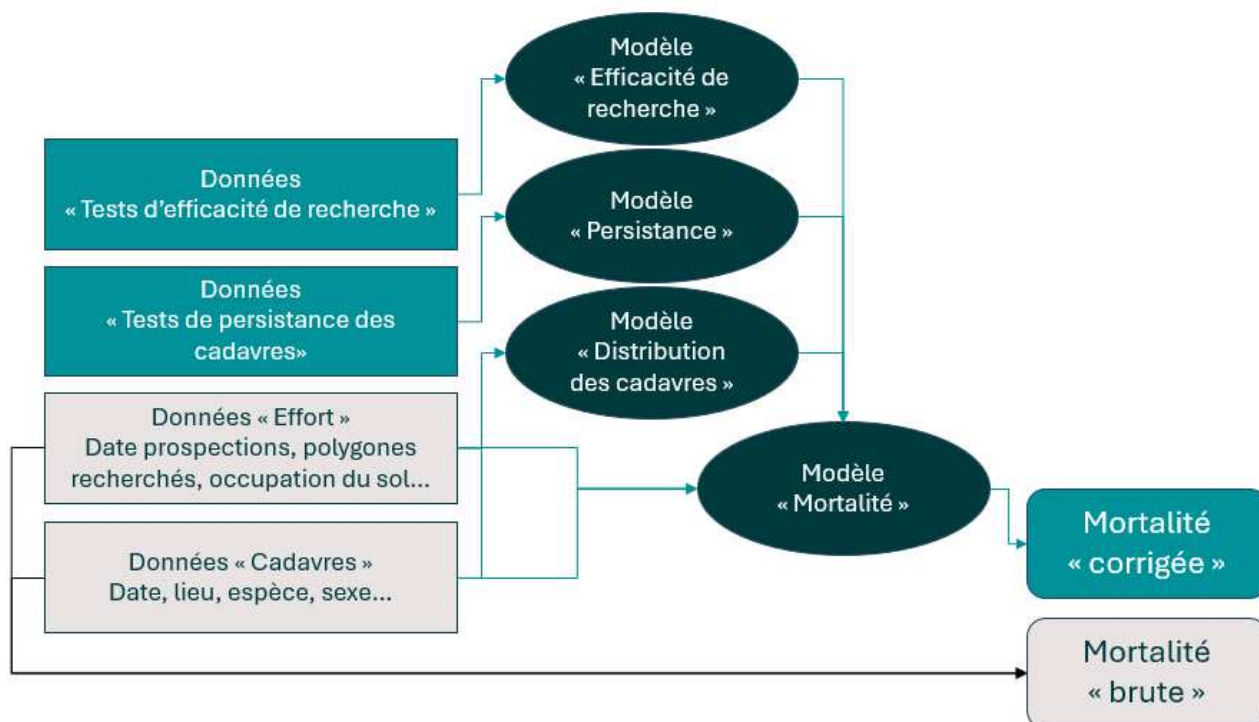 Modèle
« Efficacité de
recherche »
Données
« Tests d’efficacité de recherche »
Modèle
« Persistance »
Données
« Tests de persistance des
cadavres»
Modèle
« Distribution
des cadavres »
Données « Effort »
Date prospections, polygones
recherchés, occupation du sol...
Modèle
« Mortalité »
Données « Cadavres »
Date, lieu, espèce, sexe...
Mortalité
« corrigée »
Mortalité
« brute »